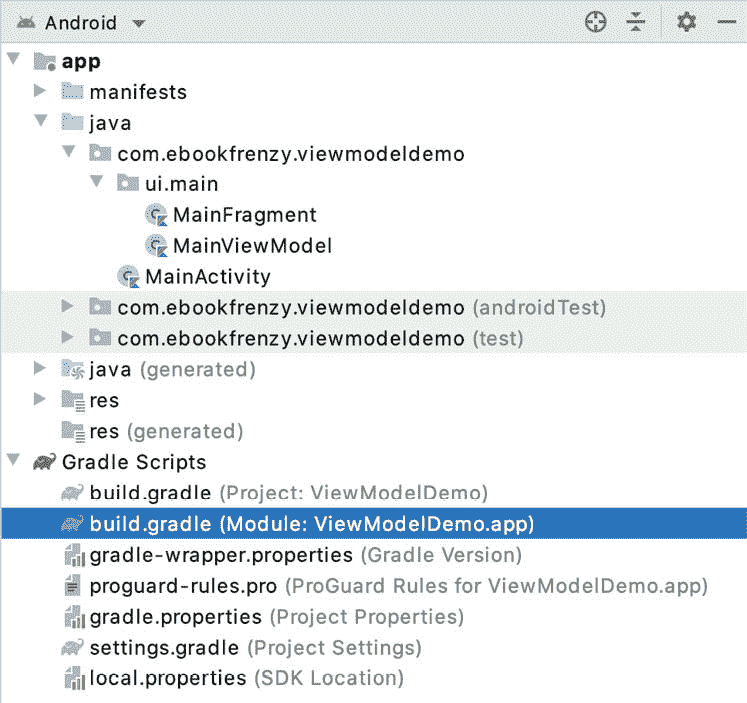 Android
app
manifests
java
com.ebookfrenzy.viewmodeldemo
ui.main
MainFragment
MainViewModel
MainActivity
com.ebookfrenzy.viewmodeldemo (androidTest)
com.ebookfrenzy.viewmodeldemo (test)
java (generated)
res
res (generated)
Gradle Scripts
build.gradle (Project: ViewModelDemo)
build.gradle (Module: ViewModelDemo.app)
gradle-wrapper.properties (Gradle Version)
proguard-rules.pro (ProGuard Rules for ViewModelDemo.app)
gradle.properties (Project Properties)
settings.gradle (Project Settings)
local.properties (SDK Location)